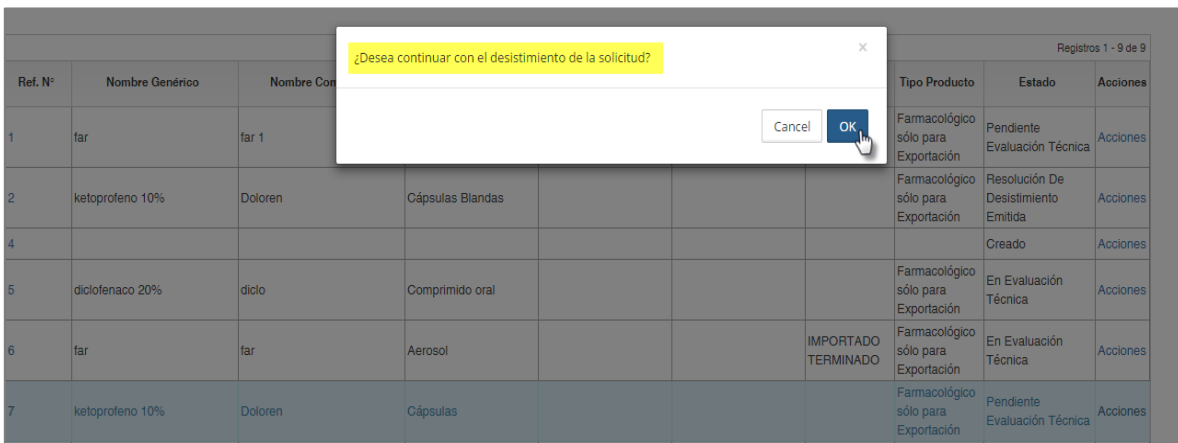 ¿Desea continuar con el desistimiento de la solicitud?
×
Cancel
OK
Registros 1 - 9 de 9
Ref. N°
Nombre Genérico
Nombre Com
Tipo Producto
Estado
Acciones
1
far
far 1
Farmacológico
sólo para
Exportación
Pendiente
Evaluación Técnica
Acciones
2
ketoprofeno 10%
Doloren
Cápsulas Blandas
Farmacológico
sólo para
Exportación
Resolución De
Desistimiento
Emitida
Acciones
4
Creado
Acciones
5
diclofenaco 20%
diclo
Comprimido oral
Farmacológico
sólo para
Exportación
En Evaluación
Técnica
Acciones
6
far
far
Aerosol
IMPORTADO
TERMINADO
Farmacológico
sólo para
Exportación
En Evaluación
Técnica
Acciones
7
ketoprofeno 10%
Doloren
Cápsulas
Farmacológico
sólo para
Exportación
Pendiente
Evaluación Técnica
Acciones